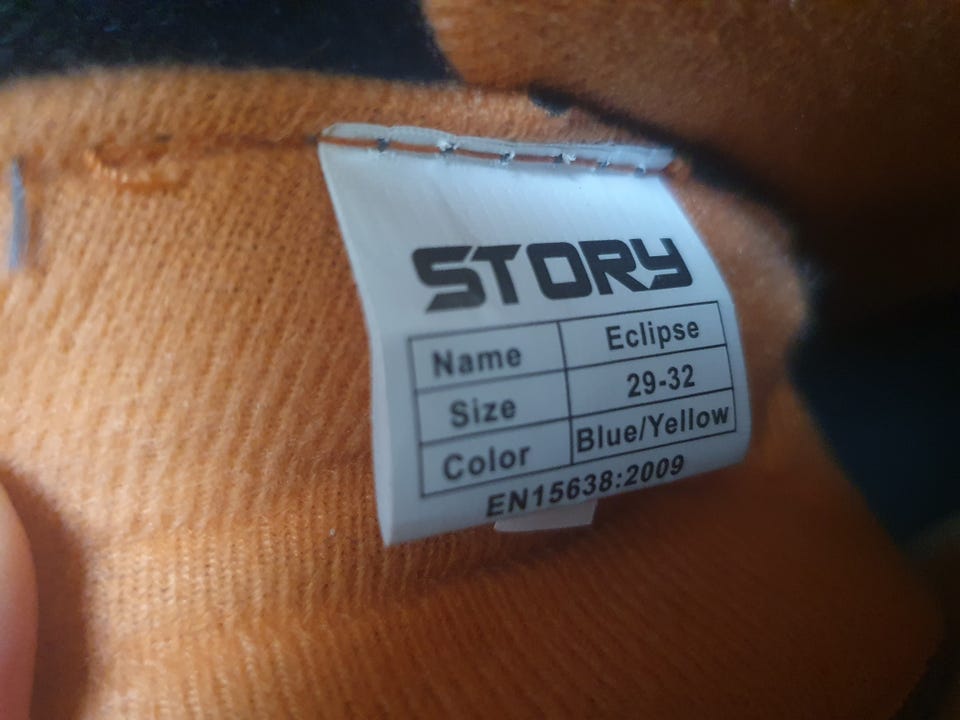 STORY
Name Eclipse
Size 29-32
Color Blue/Yellow
EN15638:2009